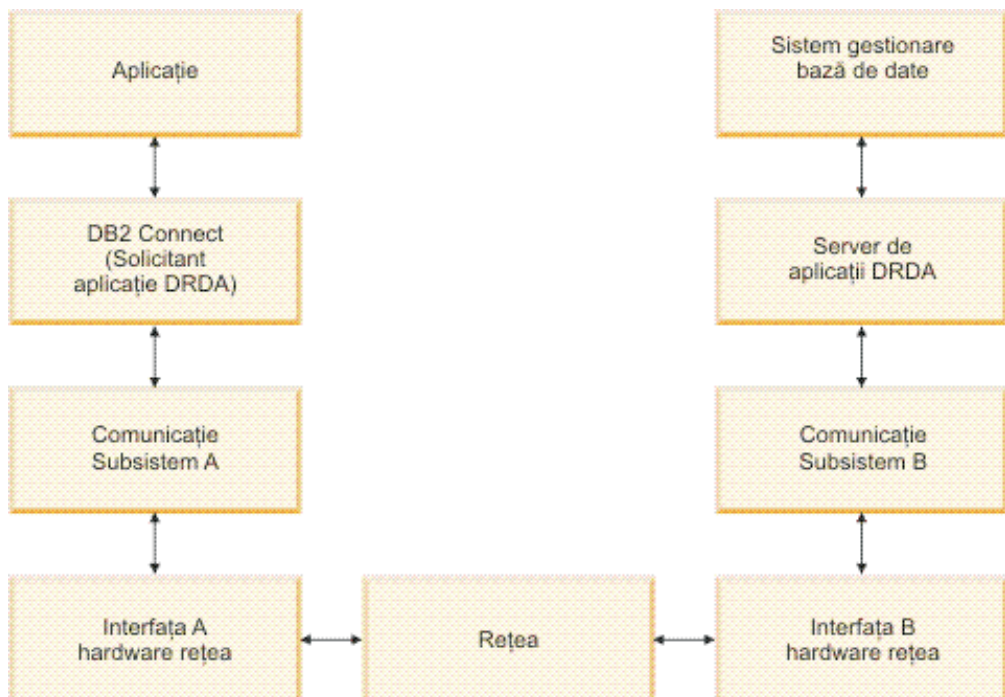 Aplicație
Sistem gestionare
bază de date
DB2 Connect
(Solicitant
aplicație DRDA)
Server de
aplicații DRDA
Comunicație
Subsistem A
Comunicație
Subsistem B
Interfața A
hardware rețea
Rețea
Interfața B
hardware rețea